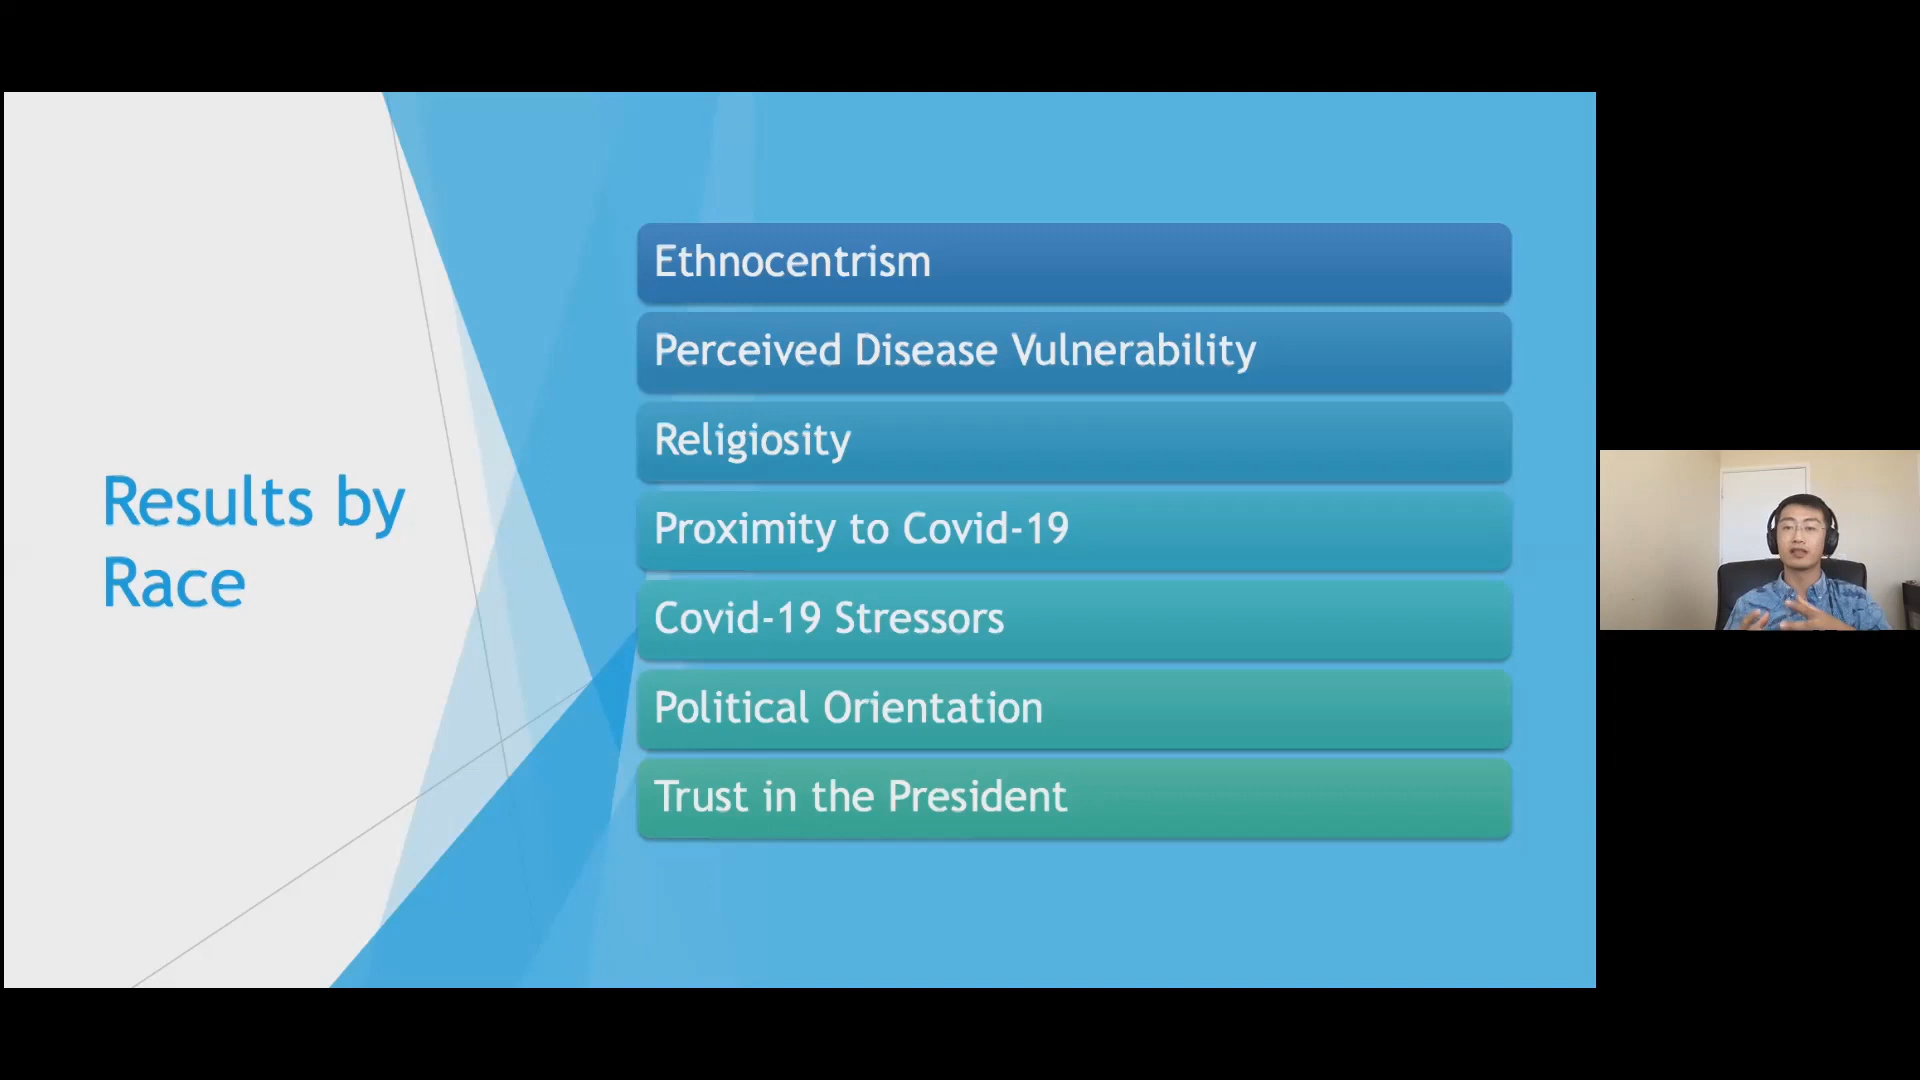 Results by
Race
Ethnocentrism
Perceived Disease Vulnerability
Religiosity
Proximity to Covid-19
Covid-19 Stressors
Political Orientation
Trust in the President